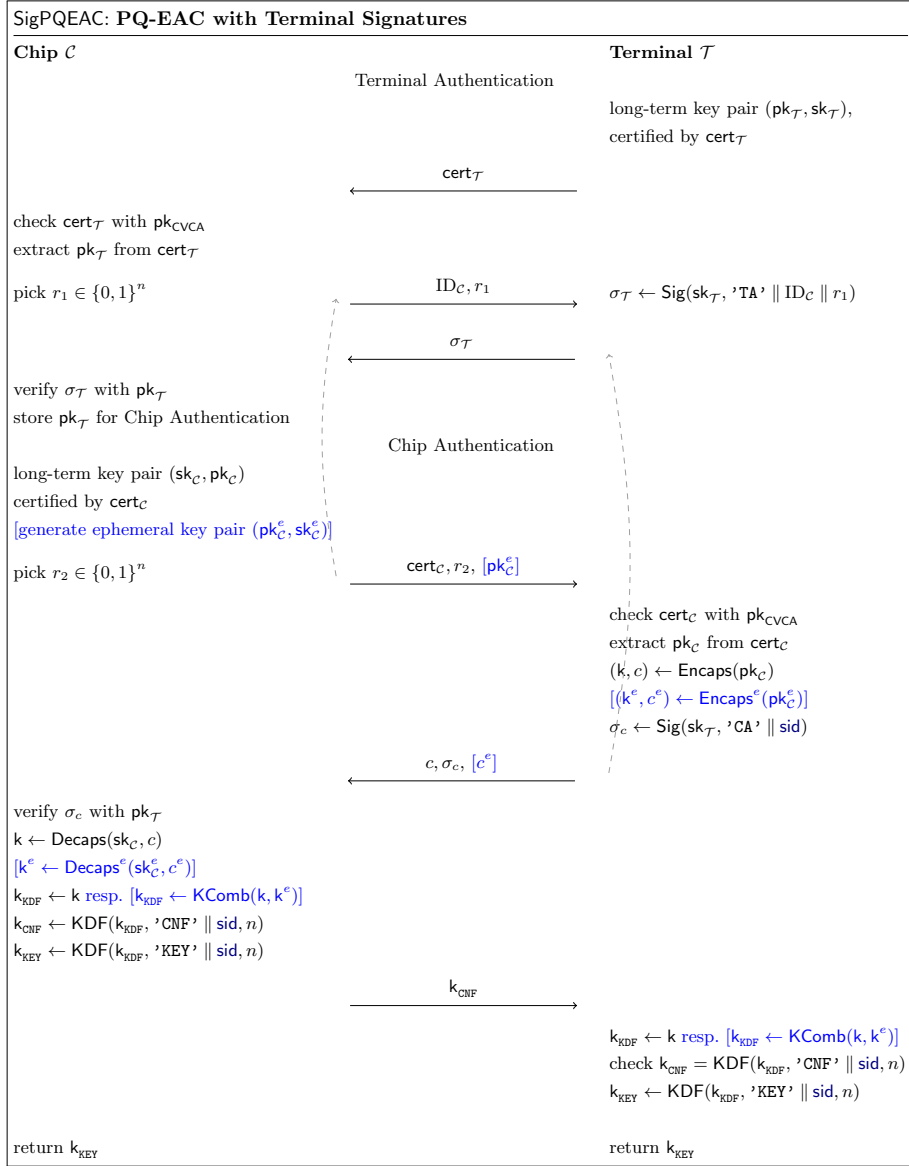 SigPQEAC: PQ-EAC with Terminal Signatures
Chip 𝒞
Terminal 𝒯
Terminal Authentication
long-term key pair (pk_𝒯, sk_𝒯),
certified by cert_𝒯
cert_𝒯
check cert_𝒯 with pk_CVCA
extract pk_𝒯 from cert_𝒯
pick r₁ ∈ {0, 1}ⁿ
ID_𝒞, r₁
σ_𝒯 ← Sig(sk_𝒯, 'TA' ∥ ID_𝒞 ∥ r₁)
σ_𝒯
verify σ_𝒯 with pk_𝒯
store pk_𝒯 for Chip Authentication
Chip Authentication
long-term key pair (sk_𝒞, pk_𝒞)
certified by cert_𝒞
[generate ephemeral key pair (pk_𝒞^e, sk_𝒞^e)]
pick r₂ ∈ {0, 1}ⁿ
cert_𝒞, r₂, [pk_𝒞^e]
check cert_𝒞 with pk_CVCA
extract pk_𝒞 from cert_𝒞
(k, c) ← Encaps(pk_𝒞)
[(k^e, c^e) ← Encaps^e(pk_𝒞^e)]
σ_c ← Sig(sk_𝒯, 'CA' ∥ sid)
c, σ_c, [c^e]
verify σ_c with pk_𝒯
k ← Decaps(sk_𝒞, c)
[k^e ← Decaps^e(sk_𝒞^e, c^e)]
k_KDF ← k resp. [k_KDF ← KComb(k, k^e)]
k_CNF ← KDF(k_KDF, 'CNF' ∥ sid, n)
k_KEY ← KDF(k_KDF, 'KEY' ∥ sid, n)
k_CNF
k_KDF ← k resp. [k_KDF ← KComb(k, k^e)]
check k_CNF = KDF(k_KDF, 'CNF' ∥ sid, n)
k_KEY ← KDF(k_KDF, 'KEY' ∥ sid, n)
return k_KEY
return k_KEY